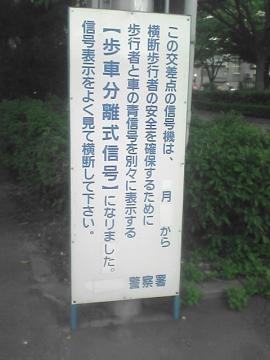 この交差点の信号機は、
月 から
横断歩行者の安全を確保するために
歩行者と車の青信号を別々に表示する
【歩車分離式信号】になりました。
信号表示をよく見て横断して下さい。
警察署